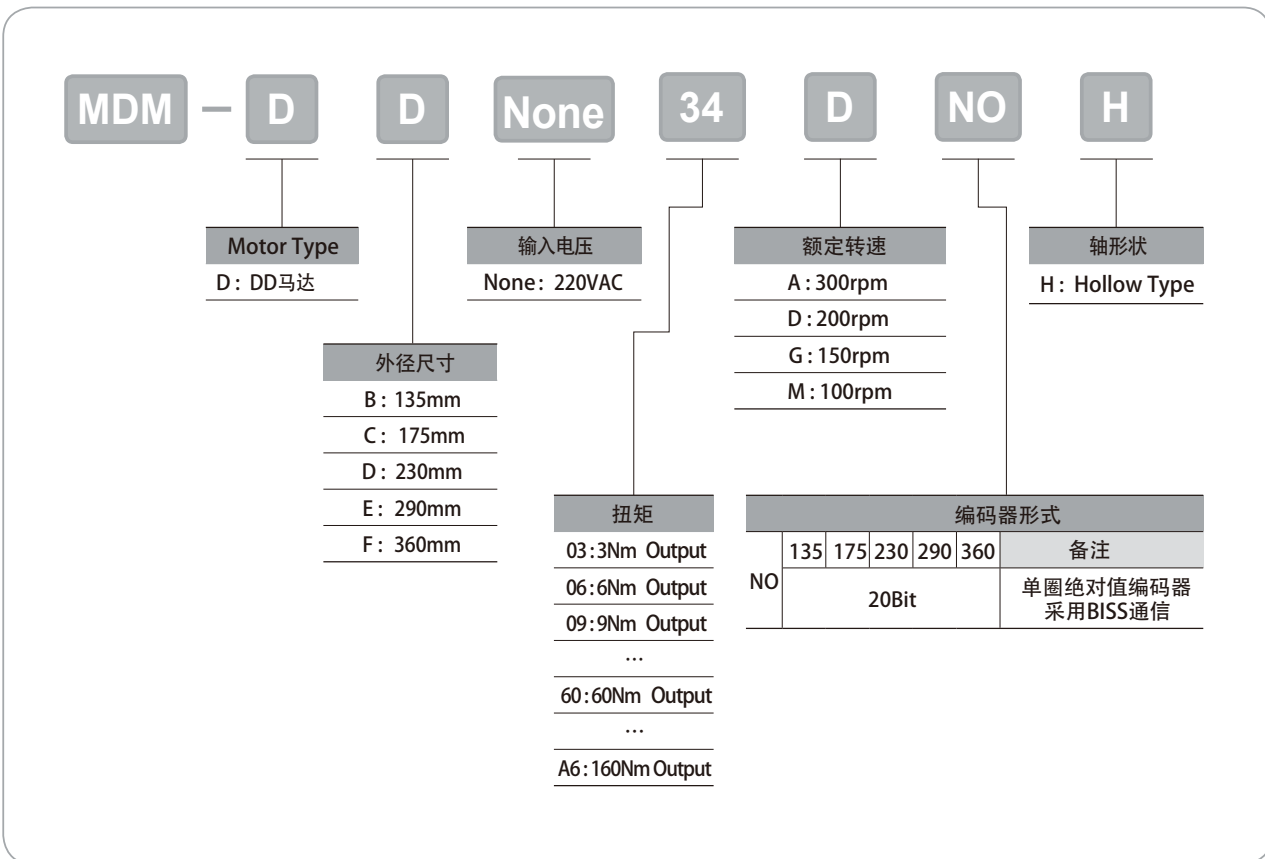 MDM – D D None 34 D NO H
Motor Type
D: DD马达
输入电压
None: 220VAC
额定转速
A:300rpm
D:200rpm
G:150rpm
M:100rpm
轴形状
H: Hollow Type
外径尺寸
B: 135mm
C: 175mm
D: 230mm
E: 290mm
F: 360mm
扭矩
03:3Nm Output
06:6Nm Output
09:9Nm Output
…
60:60Nm Output
…
A6:160Nm Output
编码器形式
NO
135 175 230 290 360 备注
20Bit
单圈绝对值编码器
采用BISS通信